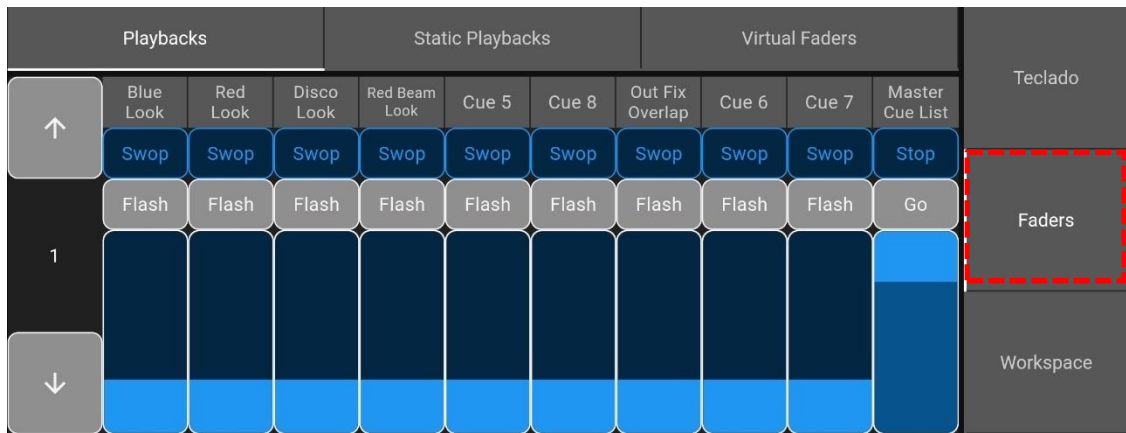 Playbacks
Static Playbacks
Virtual Faders
Teclado
Blue
Look
Red
Look
Disco
Look
Red Beam
Look
Cue 5
Cue 8
Out Fix
Overlap
Cue 6
Cue 7
Master
Cue List
Swop Swop Swop Swop Swop Swop Swop Swop Swop Stop
Flash Flash Flash Flash Flash Flash Flash Flash Flash Go
1
Faders
Workspace